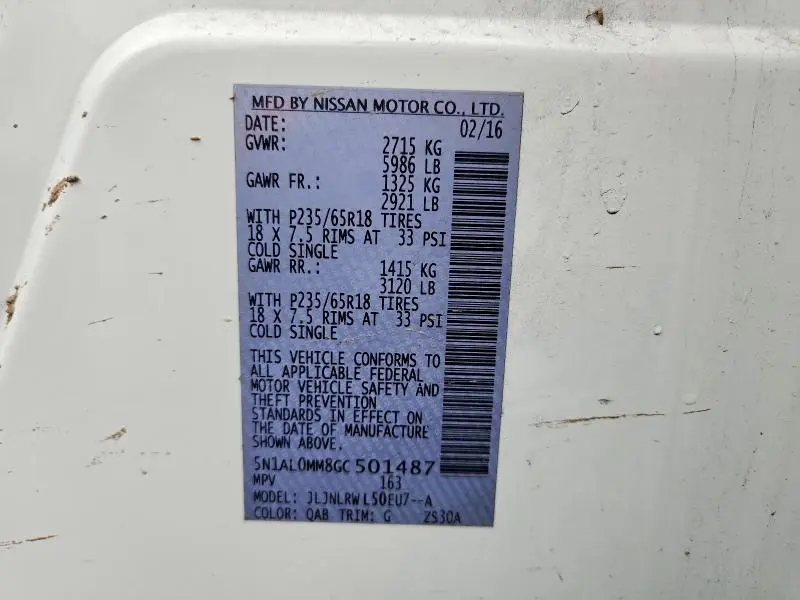 MFD BY NISSAN MOTOR CO., LTD.
DATE: 02/16
GVWR: 2715 KG
5986 LB
GAWR FR.: 1325 KG
2921 LB
WITH P235/65R18 TIRES
18 X 7.5 RIMS AT 33 PSI
COLD SINGLE
GAWR RR.: 1415 KG
3120 LB
WITH P235/65R18 TIRES
18 X 7.5 RIMS AT 33 PSI
COLD SINGLE
THIS VEHICLE CONFORMS TO
ALL APPLICABLE FEDERAL
MOTOR VEHICLE SAFETY AND
THEFT PREVENTION
STANDARDS IN EFFECT ON
THE DATE OF MANUFACTURE
SHOWN ABOVE.
5N1AL0MM8GC501487
MPV 163
MODEL: JLJNLRWL50EU7--A
COLOR: QAB TRIM: G ZS30A